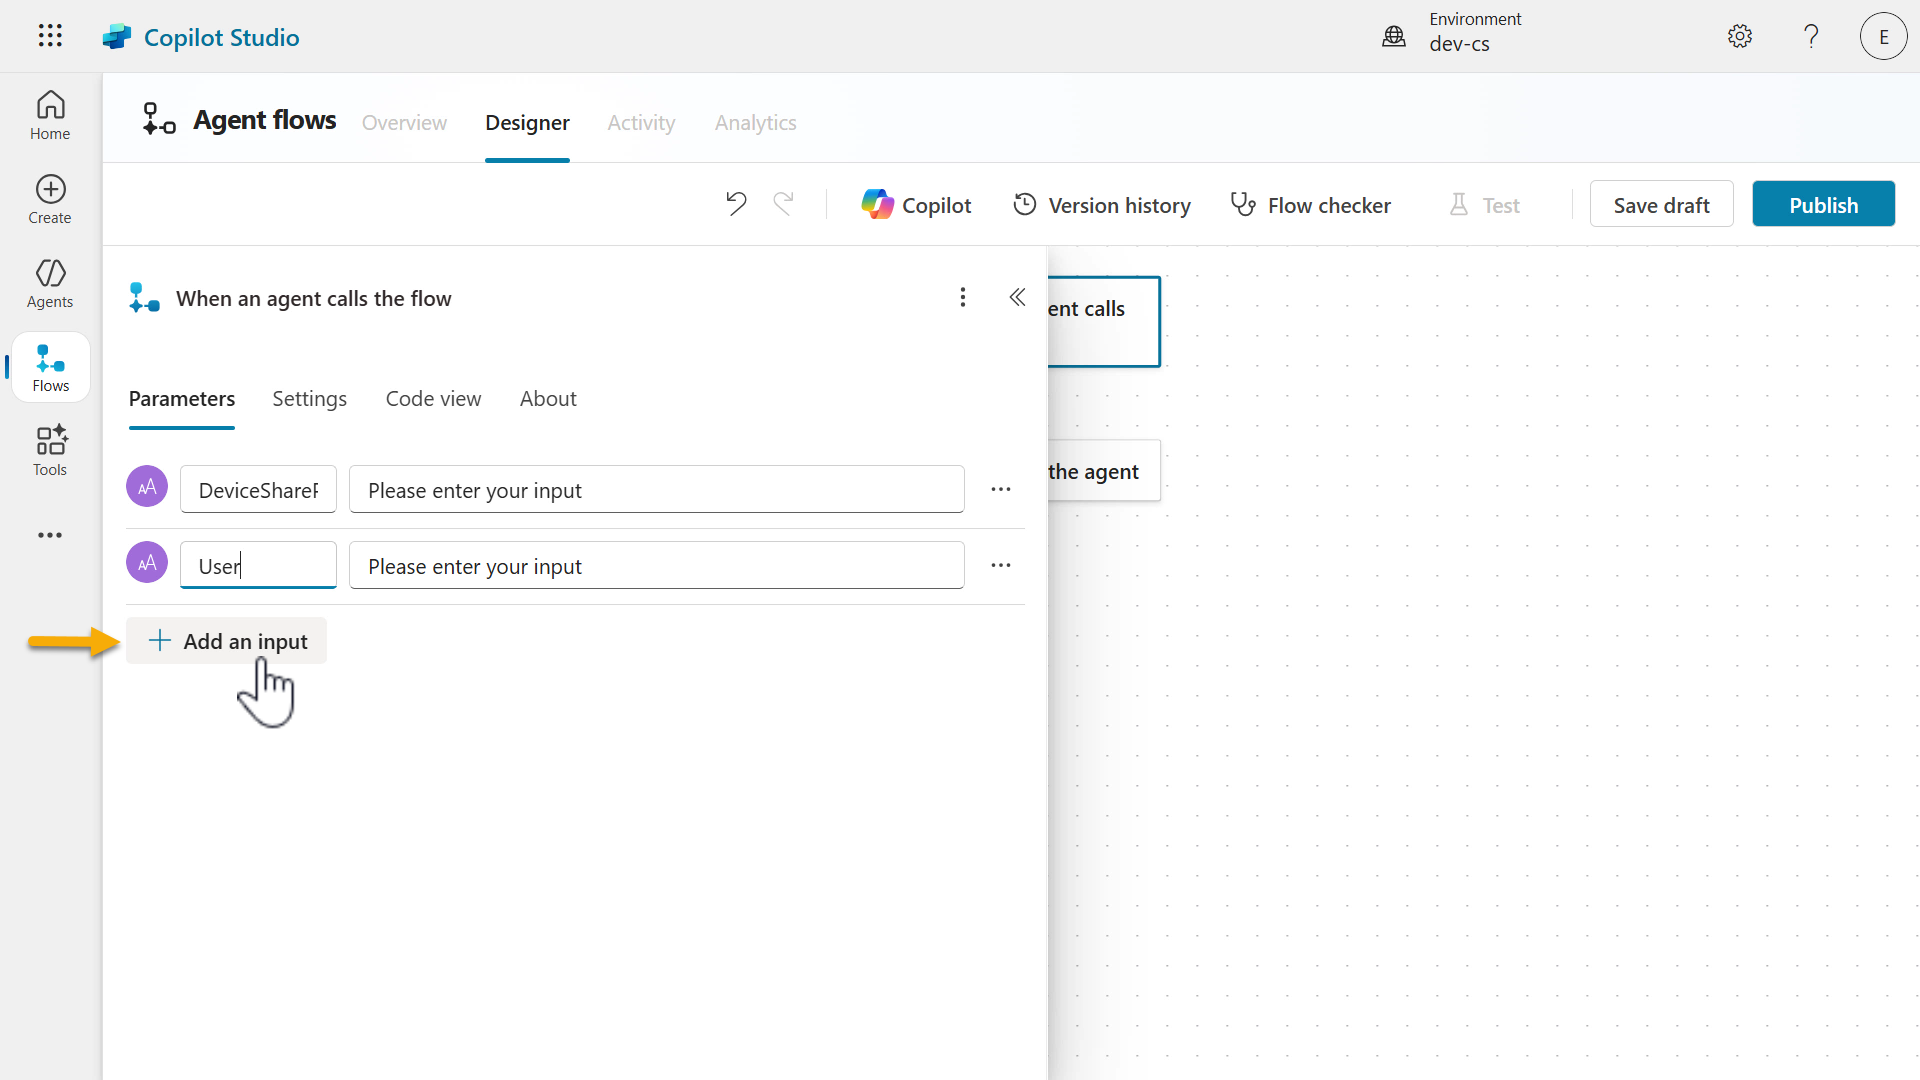 Copilot Studio
Environment
dev-cs
?
E
Home
Create
Agents
Flows
Tools
Agent flows
Overview
Designer
Activity
Analytics
Copilot
Version history
Flow checker
Test
Save draft
Publish
When an agent calls the flow
Parameters
Settings
Code view
About
AA
DeviceShareF
Please enter your input
AA
User
Please enter your input
Add an input
ent calls
the agent